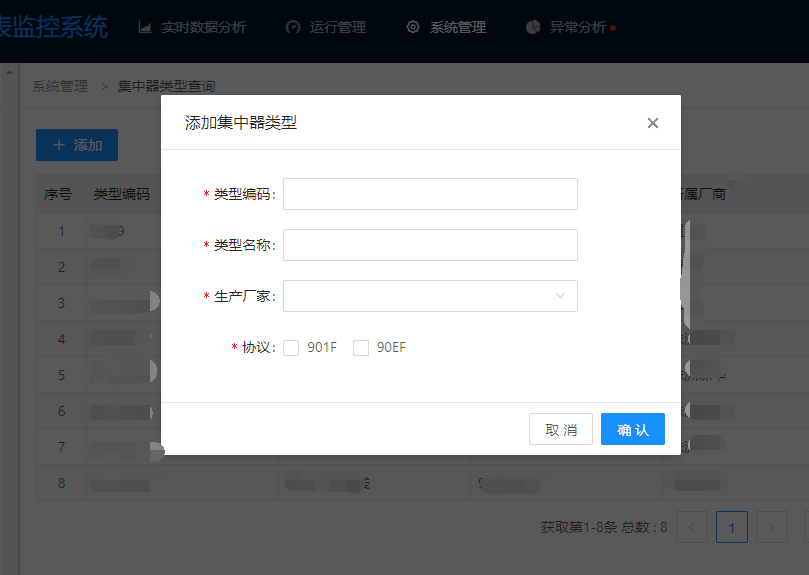 表监控系统 实时数据分析 运行管理 系统管理 异常分析
系统管理 > 集中器类型查询
添加集中器类型
+ 添加
序号 类型编码 所属厂商
* 类型编码:
* 类型名称:
* 生产厂家:
* 协议: 901F 90EF
1
2
3
4
5
6
7
8
取 消 确 认
获取第1-8条 总数 : 8 < 1 >